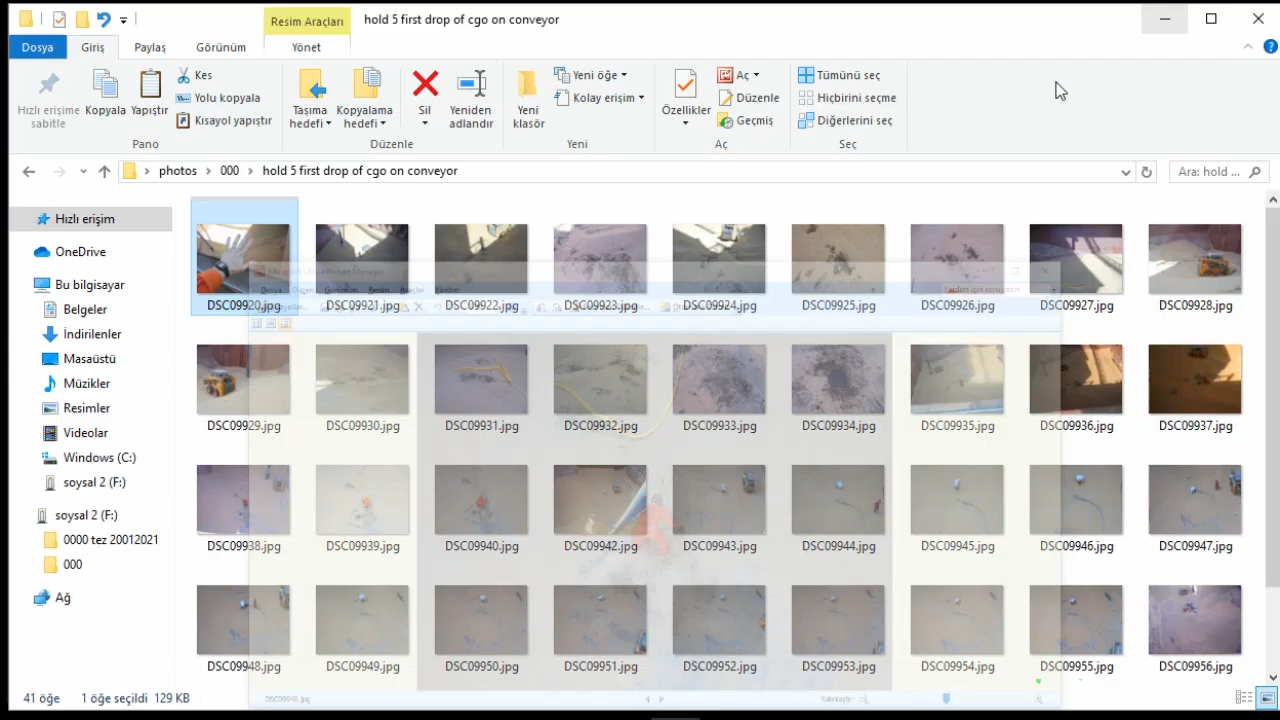 Resim Araçları
hold 5 first drop of cgo on conveyor
Dosya
Giriş
Paylaş
Görünüm
Yönet
Hızlı erişime sabitle
Kopyala
Yapıştır
Kes
Yolu kopyala
Kısayol yapıştır
Pano
Taşıma hedefi
Kopyalama hedefi
Sil
Yeniden adlandır
Düzenle
Yeni klasör
Yeni öğe
Kolay erişim
Yeni
Özellikler
Aç
Düzenle
Geçmiş
Aç
Tümünü seç
Hiçbirini seçme
Diğerlerini seç
Seç
photos › 000 › hold 5 first drop of cgo on conveyor
Ara: hold ...
Hızlı erişim
OneDrive
Bu bilgisayar
Belgeler
İndirilenler
Masaüstü
Müzikler
Resimler
Videolar
Windows (C:)
soysal 2 (F:)
soysal 2 (F:)
0000 tez 20012021
000
Ağ
Microsoft Office Picture Manager
DSC09920.jpg DSC09921.jpg DSC09922.jpg DSC09923.jpg DSC09924.jpg DSC09925.jpg DSC09926.jpg DSC09927.jpg DSC09928.jpg
DSC09929.jpg DSC09930.jpg DSC09931.jpg DSC09932.jpg DSC09933.jpg DSC09934.jpg DSC09935.jpg DSC09936.jpg DSC09937.jpg
DSC09938.jpg DSC09939.jpg DSC09940.jpg DSC09942.jpg DSC09943.jpg DSC09944.jpg DSC09945.jpg DSC09946.jpg DSC09947.jpg
DSC09948.jpg DSC09949.jpg DSC09950.jpg DSC09951.jpg DSC09952.jpg DSC09953.jpg DSC09954.jpg DSC09955.jpg DSC09956.jpg
41 öğe
1 öğe seçildi 129 KB